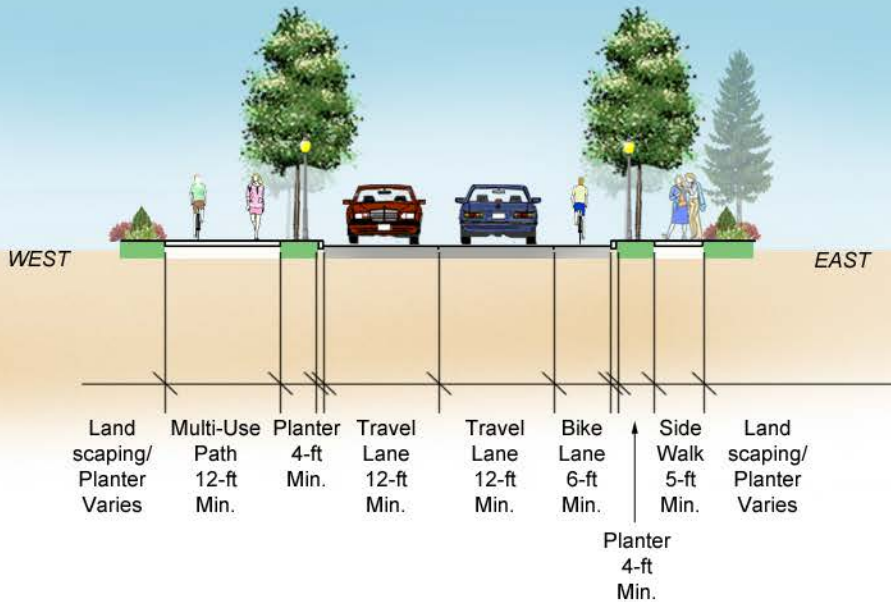 WEST
EAST
Land
scaping/
Planter
Varies
Multi-Use
Path
12-ft
Min.
Planter
4-ft
Min.
Travel
Lane
12-ft
Min.
Travel
Lane
12-ft
Min.
Bike
Lane
6-ft
Min.
Planter
4-ft
Min.
Side
Walk
5-ft
Min.
Land
scaping/
Planter
Varies